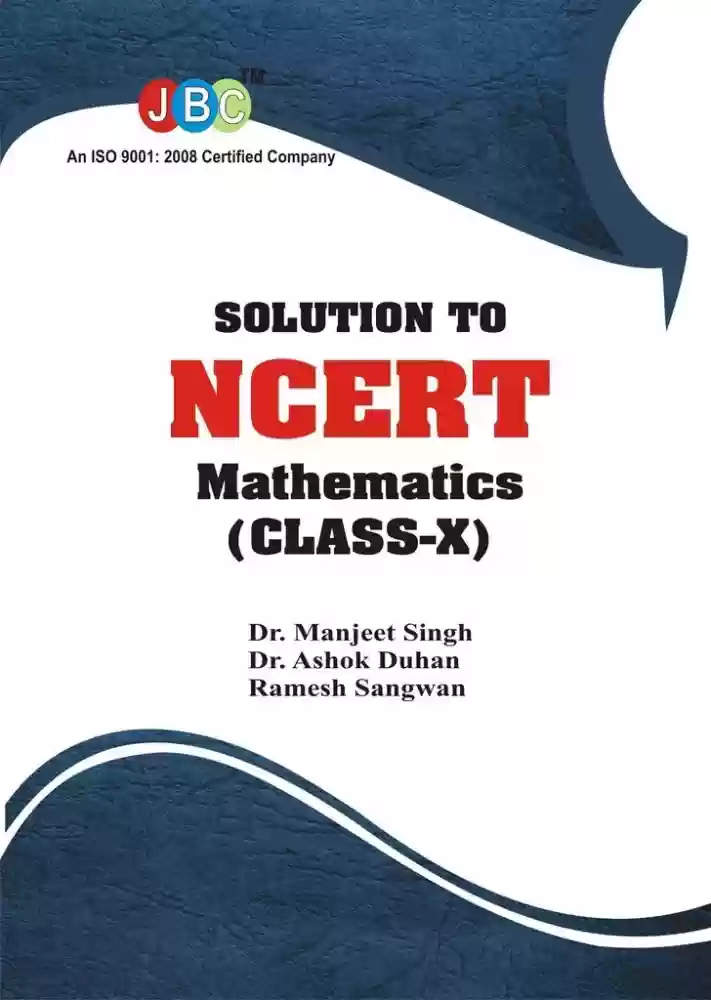 JBC TM
An ISO 9001: 2008 Certified Company
SOLUTION TO
NCERT
Mathematics
(CLASS-X)
Dr. Manjeet Singh
Dr. Ashok Duhan
Ramesh Sangwan